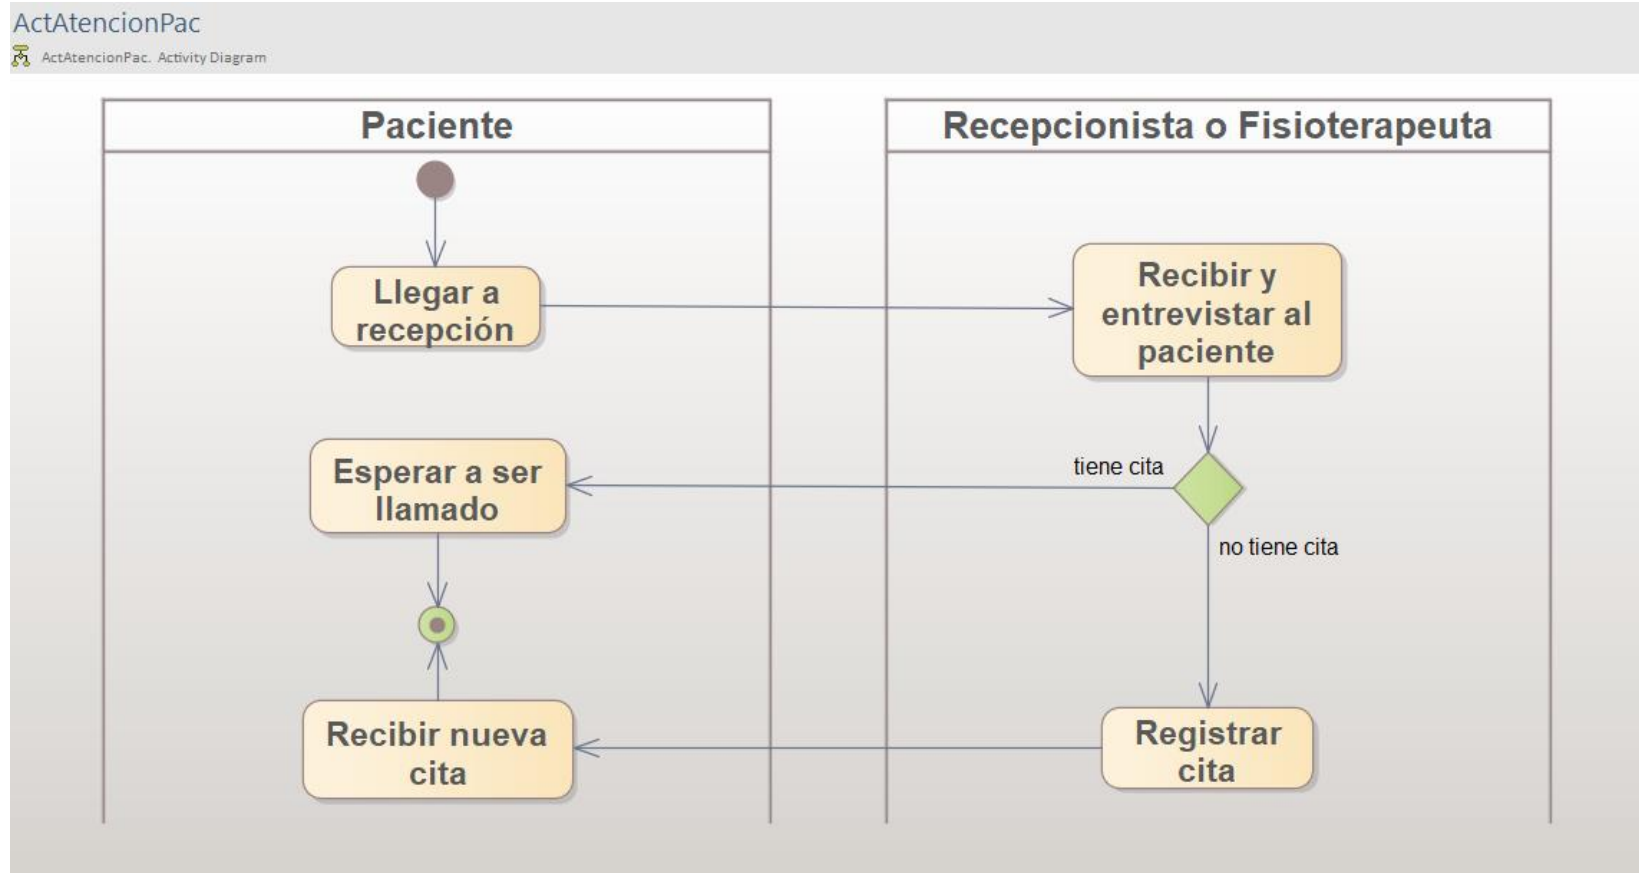 ActAtencionPac
ActAtencionPac. Activity Diagram
Paciente
Recepcionista o Fisioterapeuta
Llegar a
recepción
Recibir y
entrevistar al
paciente
tiene cita
Esperar a ser
llamado
no tiene cita
Recibir nueva
cita
Registrar
cita